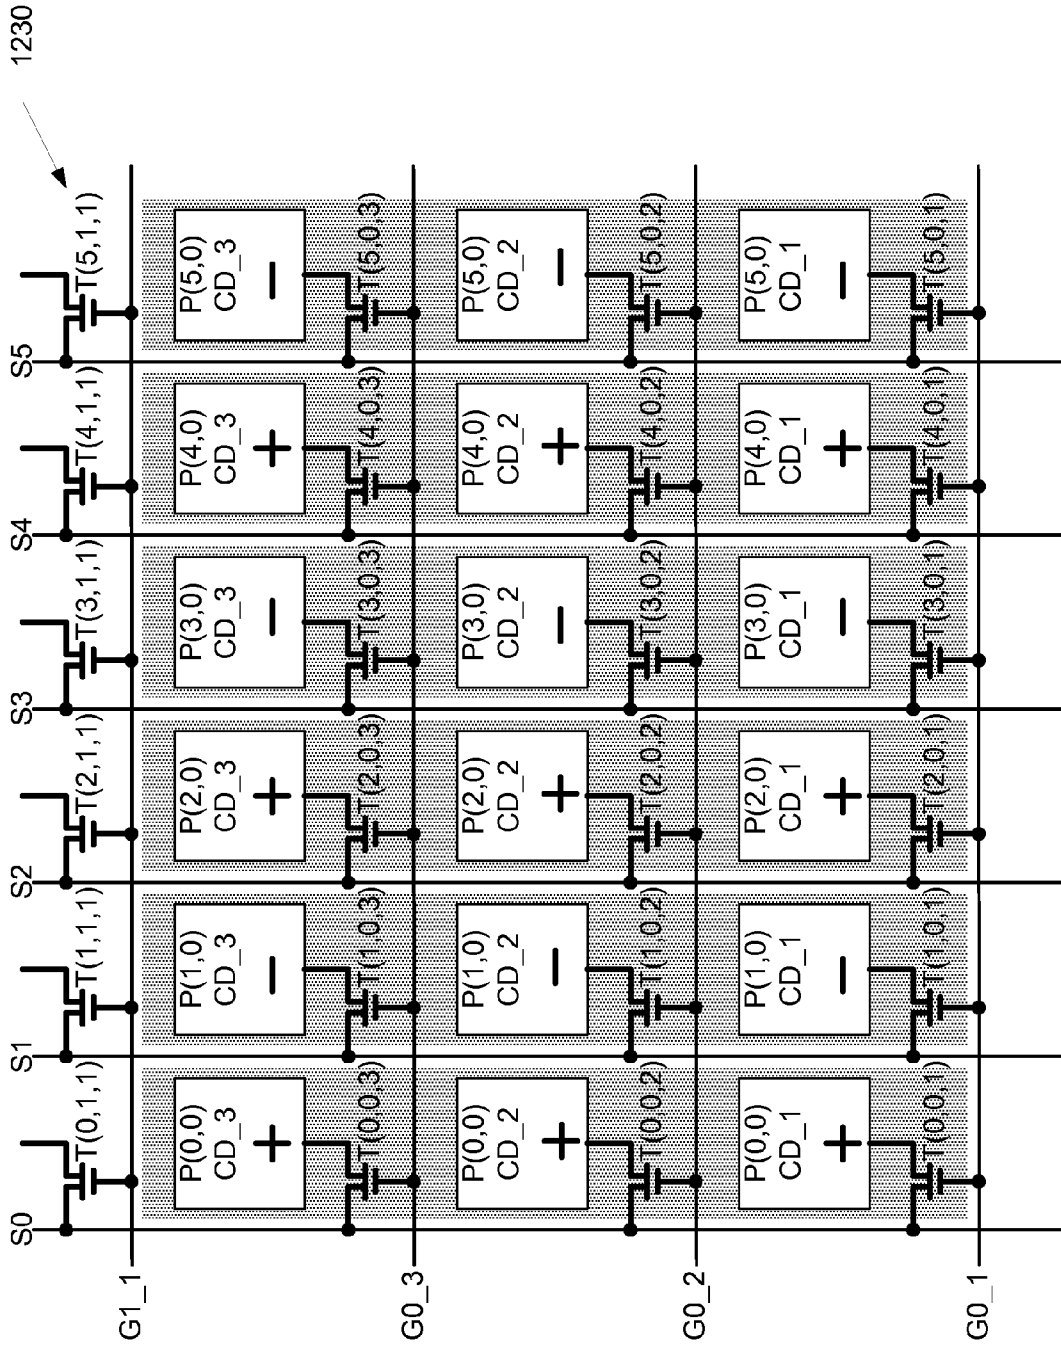 S0 S1 S2 S3 S4 S5 1230
T(0,1,1) T(1,1,1) T(2,1,1) T(3,1,1) T(4,1,1) T(5,1,1)
G1_1
P(0,0) P(1,0) P(2,0) P(3,0) P(4,0) P(5,0)
CD_3 CD_3 CD_3 CD_3 CD_3 CD_3
+ − + − + −
T(0,0,3) T(1,0,3) T(2,0,3) T(3,0,3) T(4,0,3) T(5,0,3)
G0_3
P(0,0) P(1,0) P(2,0) P(3,0) P(4,0) P(5,0)
CD_2 CD_2 CD_2 CD_2 CD_2 CD_2
+ − + − + −
T(0,0,2) T(1,0,2) T(2,0,2) T(3,0,2) T(4,0,2) T(5,0,2)
G0_2
P(0,0) P(1,0) P(2,0) P(3,0) P(4,0) P(5,0)
CD_1 CD_1 CD_1 CD_1 CD_1 CD_1
+ − + − + −
T(0,0,1) T(1,0,1) T(2,0,1) T(3,0,1) T(4,0,1) T(5,0,1)
G0_1